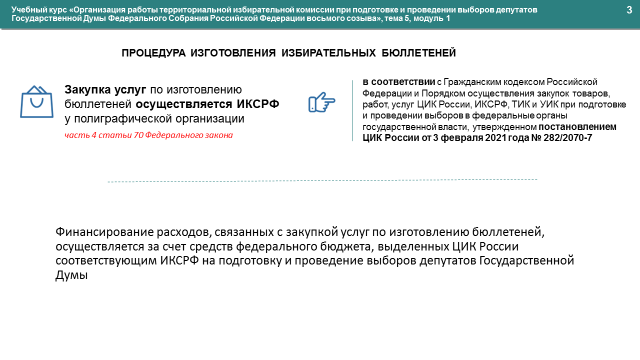 Учебный курс «Организация работы территориальной избирательной комиссии при подготовке и проведении выборов депутатов
Государственной Думы Федерального Собрания Российской Федерации восьмого созыва», тема 5, модуль 1
3
ПРОЦЕДУРА ИЗГОТОВЛЕНИЯ ИЗБИРАТЕЛЬНЫХ БЮЛЛЕТЕНЕЙ
Закупка услуг по изготовлению
бюллетеней осуществляется ИКСРФ
у полиграфической организации
часть 4 статьи 70 Федерального закона
в соответствии с Гражданским кодексом Российской
Федерации и Порядком осуществления закупок товаров,
работ, услуг ЦИК России, ИКСРФ, ТИК и УИК при подготовке
и проведении выборов в федеральные органы
государственной власти, утвержденном постановлением
ЦИК России от 3 февраля 2021 года № 282/2070-7
Финансирование расходов, связанных с закупкой услуг по изготовлению бюллетеней,
осуществляется за счет средств федерального бюджета, выделенных ЦИК России
соответствующим ИКСРФ на подготовку и проведение выборов депутатов Государственной
Думы